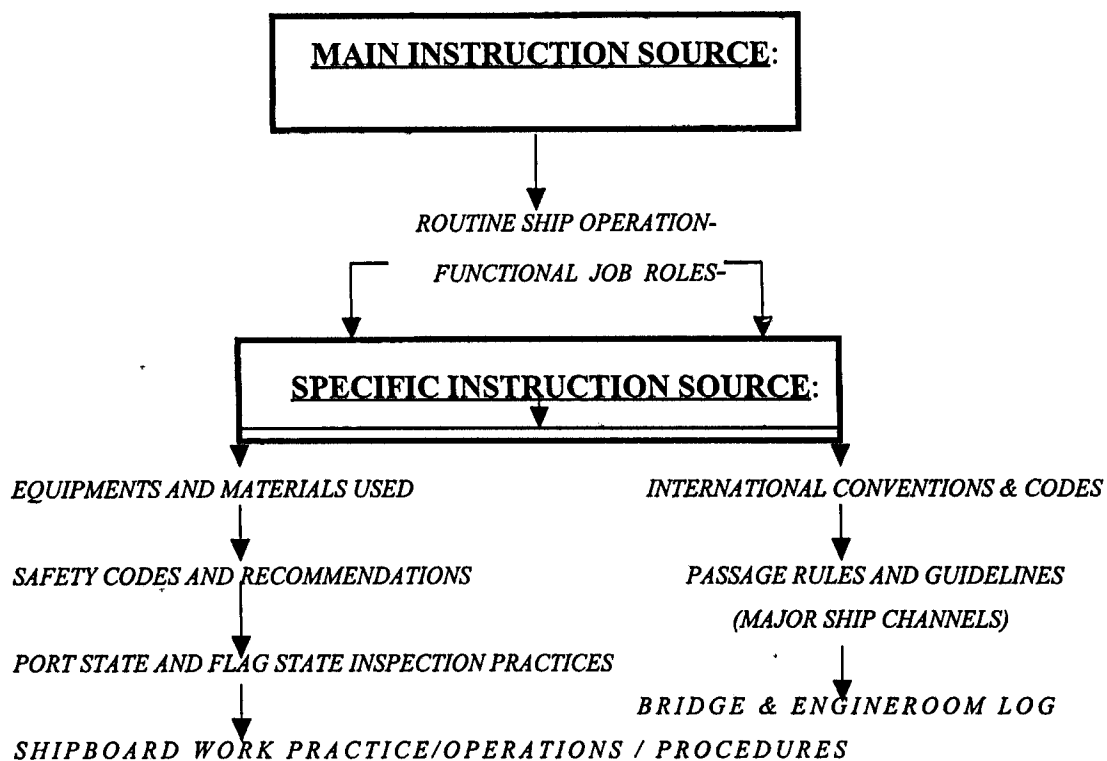 MAIN INSTRUCTION SOURCE:
ROUTINE SHIP OPERATION-
FUNCTIONAL JOB ROLES-
SPECIFIC INSTRUCTION SOURCE:
EQUIPMENTS AND MATERIALS USED
SAFETY CODES AND RECOMMENDATIONS
PORT STATE AND FLAG STATE INSPECTION PRACTICES
SHIPBOARD WORK PRACTICE/OPERATIONS / PROCEDURES
INTERNATIONAL CONVENTIONS & CODES
PASSAGE RULES AND GUIDELINES
(MAJOR SHIP CHANNELS)
BRIDGE & ENGINEROOM LOG